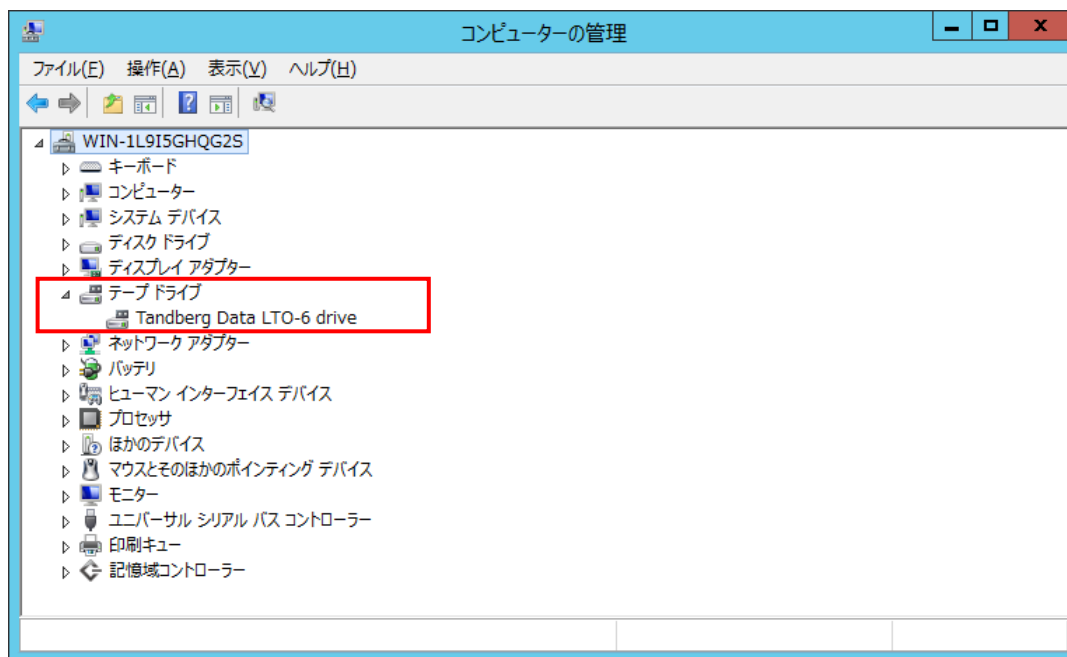 コンピューターの管理
ファイル(F) 操作(A) 表示(V) ヘルプ(H)
WIN-1L9I5GHQG2S
キーボード
コンピューター
システム デバイス
ディスク ドライブ
ディスプレイ アダプター
テープ ドライブ
Tandberg Data LTO-6 drive
ネットワーク アダプター
バッテリ
ヒューマン インターフェイス デバイス
プロセッサ
ほかのデバイス
マウスとそのほかのポインティング デバイス
モニター
ユニバーサル シリアル バス コントローラー
印刷キュー
記憶域コントローラー